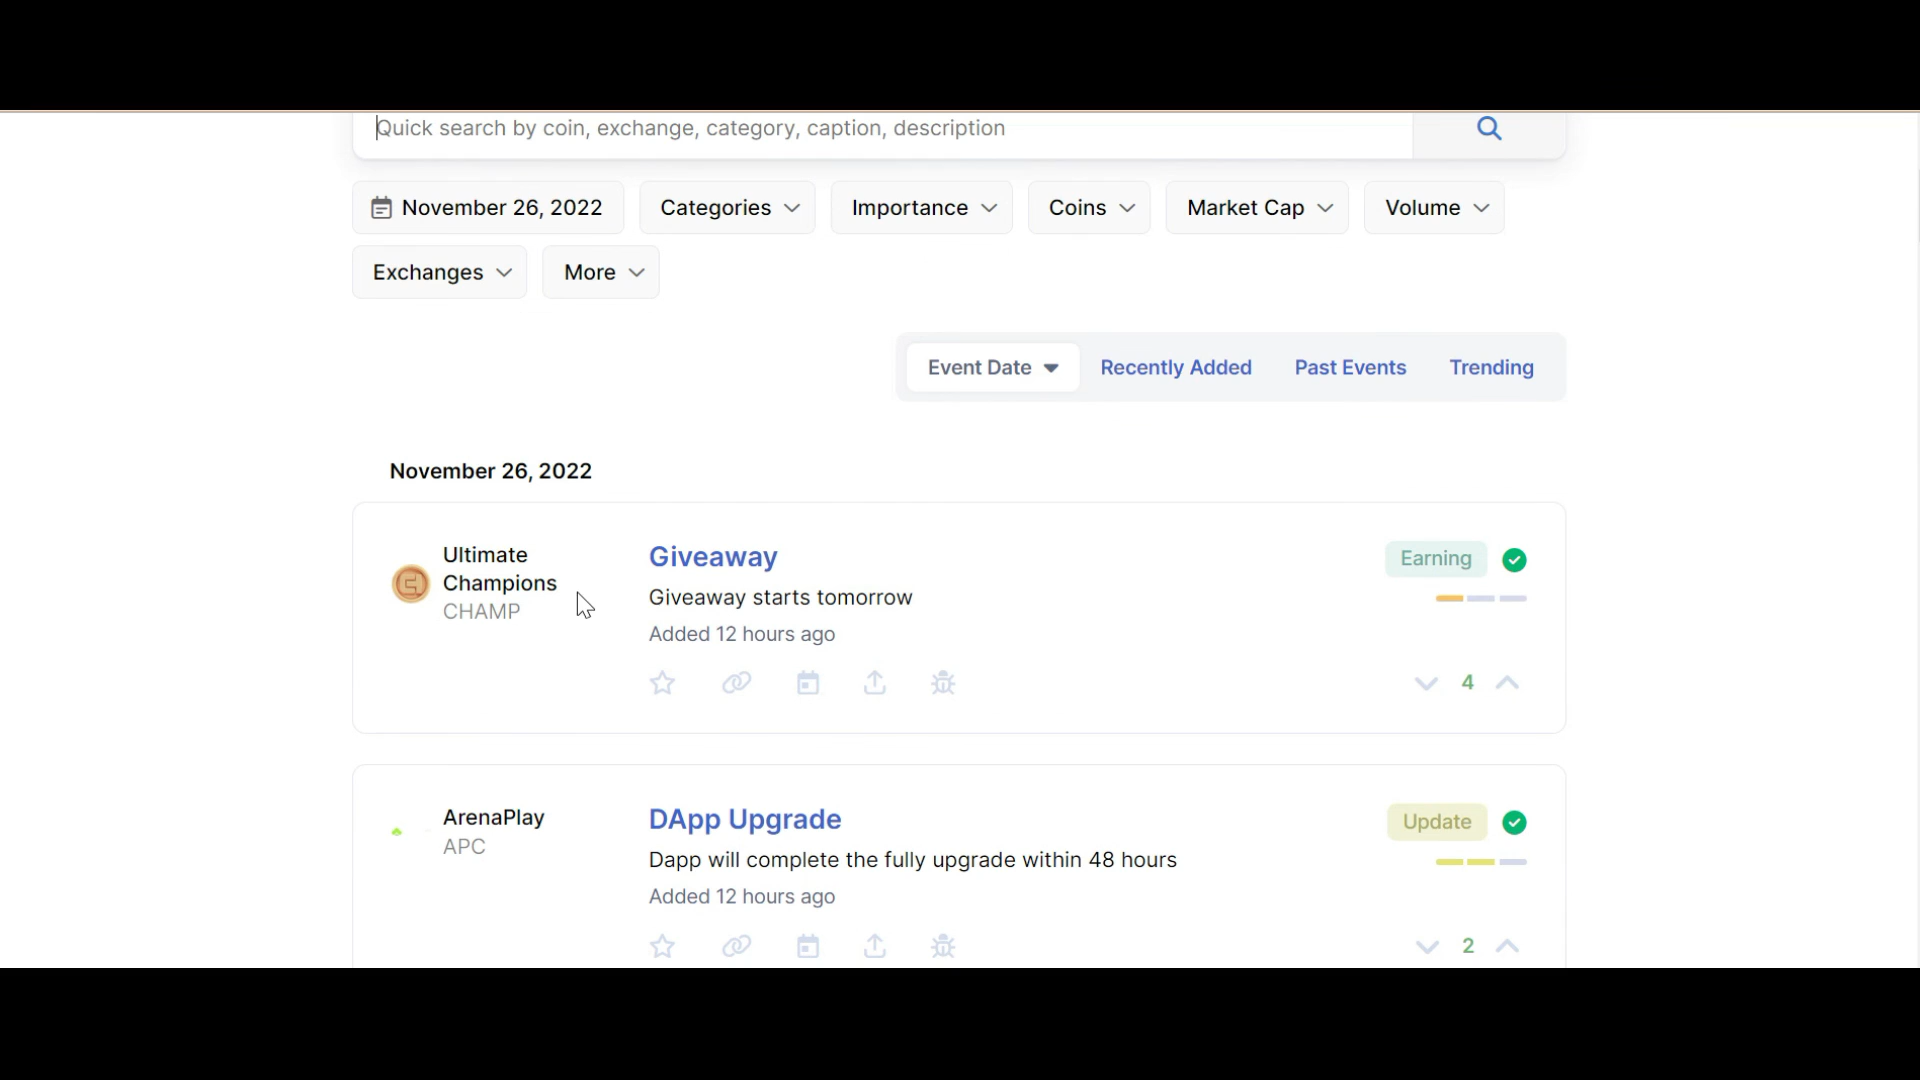 Quick search by coin, exchange, category, caption, description
November 26, 2022
Categories
Importance
Coins
Market Cap
Volume
Exchanges
More
Event Date
Recently Added
Past Events
Trending
November 26, 2022
Ultimate
Champions
CHAMP
Giveaway
Giveaway starts tomorrow
Added 12 hours ago
Earning
4
ArenaPlay
APC
DApp Upgrade
Dapp will complete the fully upgrade within 48 hours
Added 12 hours ago
Update
2